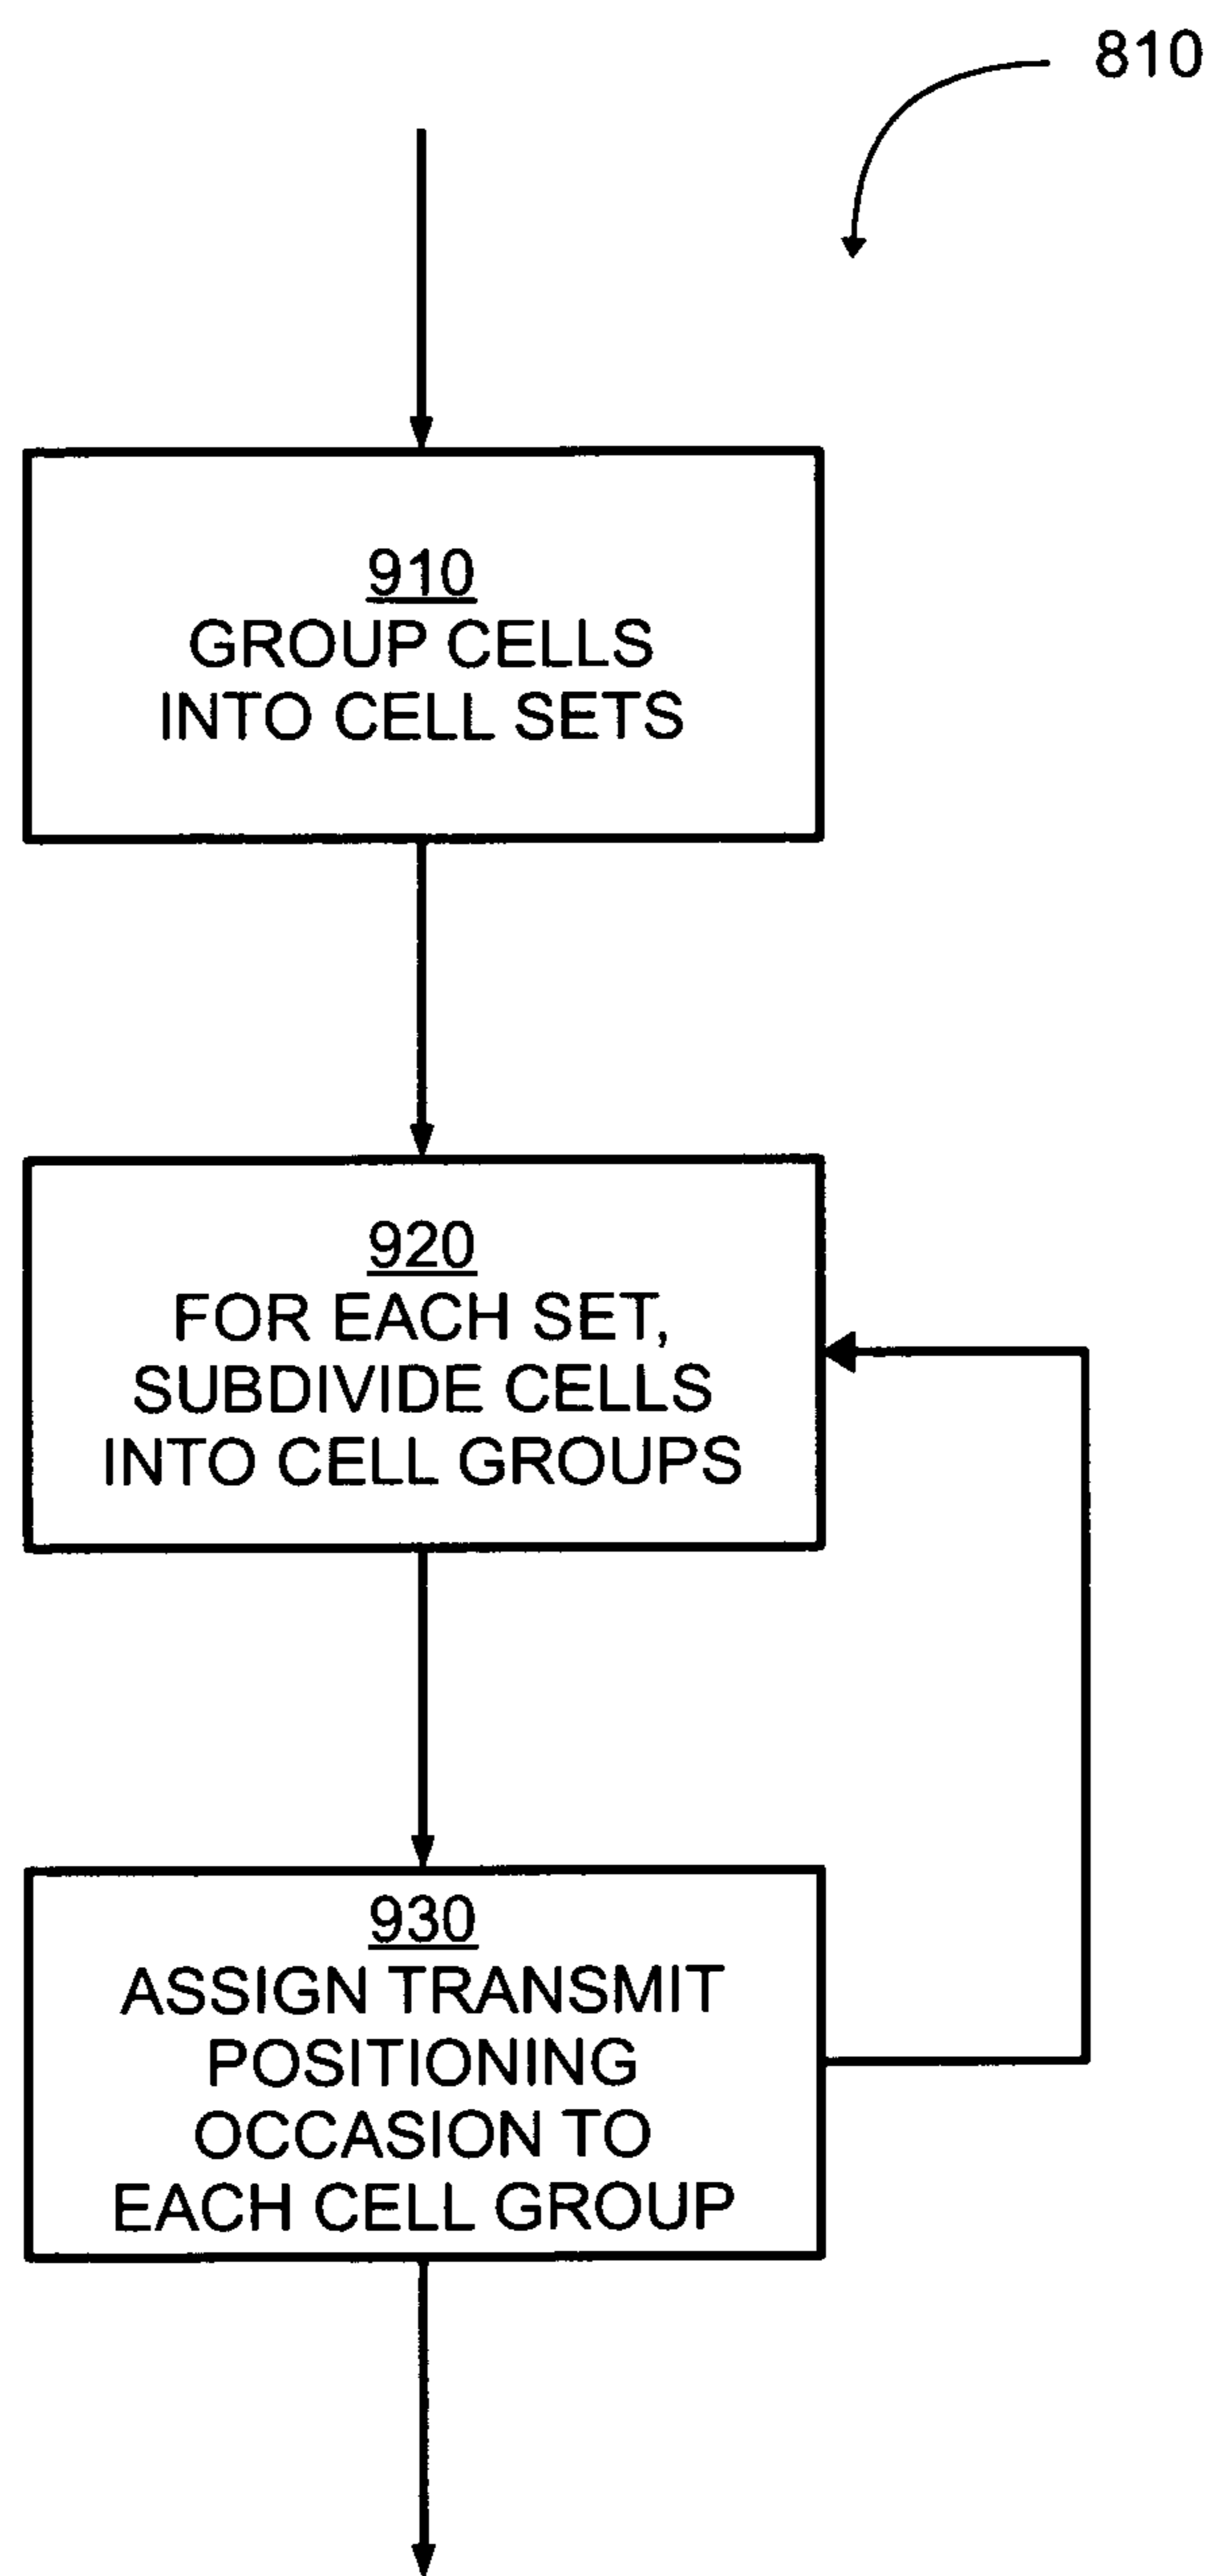 810
910
GROUP CELLS
INTO CELL SETS
920
FOR EACH SET,
SUBDIVIDE CELLS
INTO CELL GROUPS
930
ASSIGN TRANSMIT
POSITIONING
OCCASION TO
EACH CELL GROUP